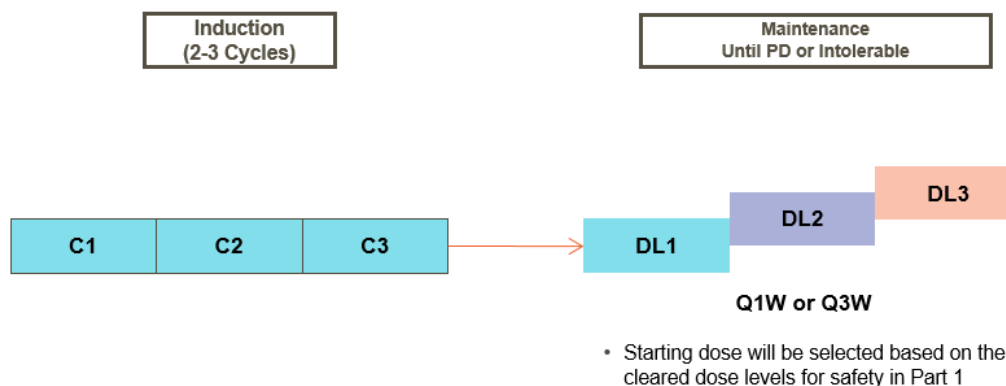 Induction
(2-3 Cycles)
Maintenance
Until PD or Intolerable
C1
C2
C3
DL1
DL2
DL3
Q1W or Q3W
• Starting dose will be selected based on the
cleared dose levels for safety in Part 1